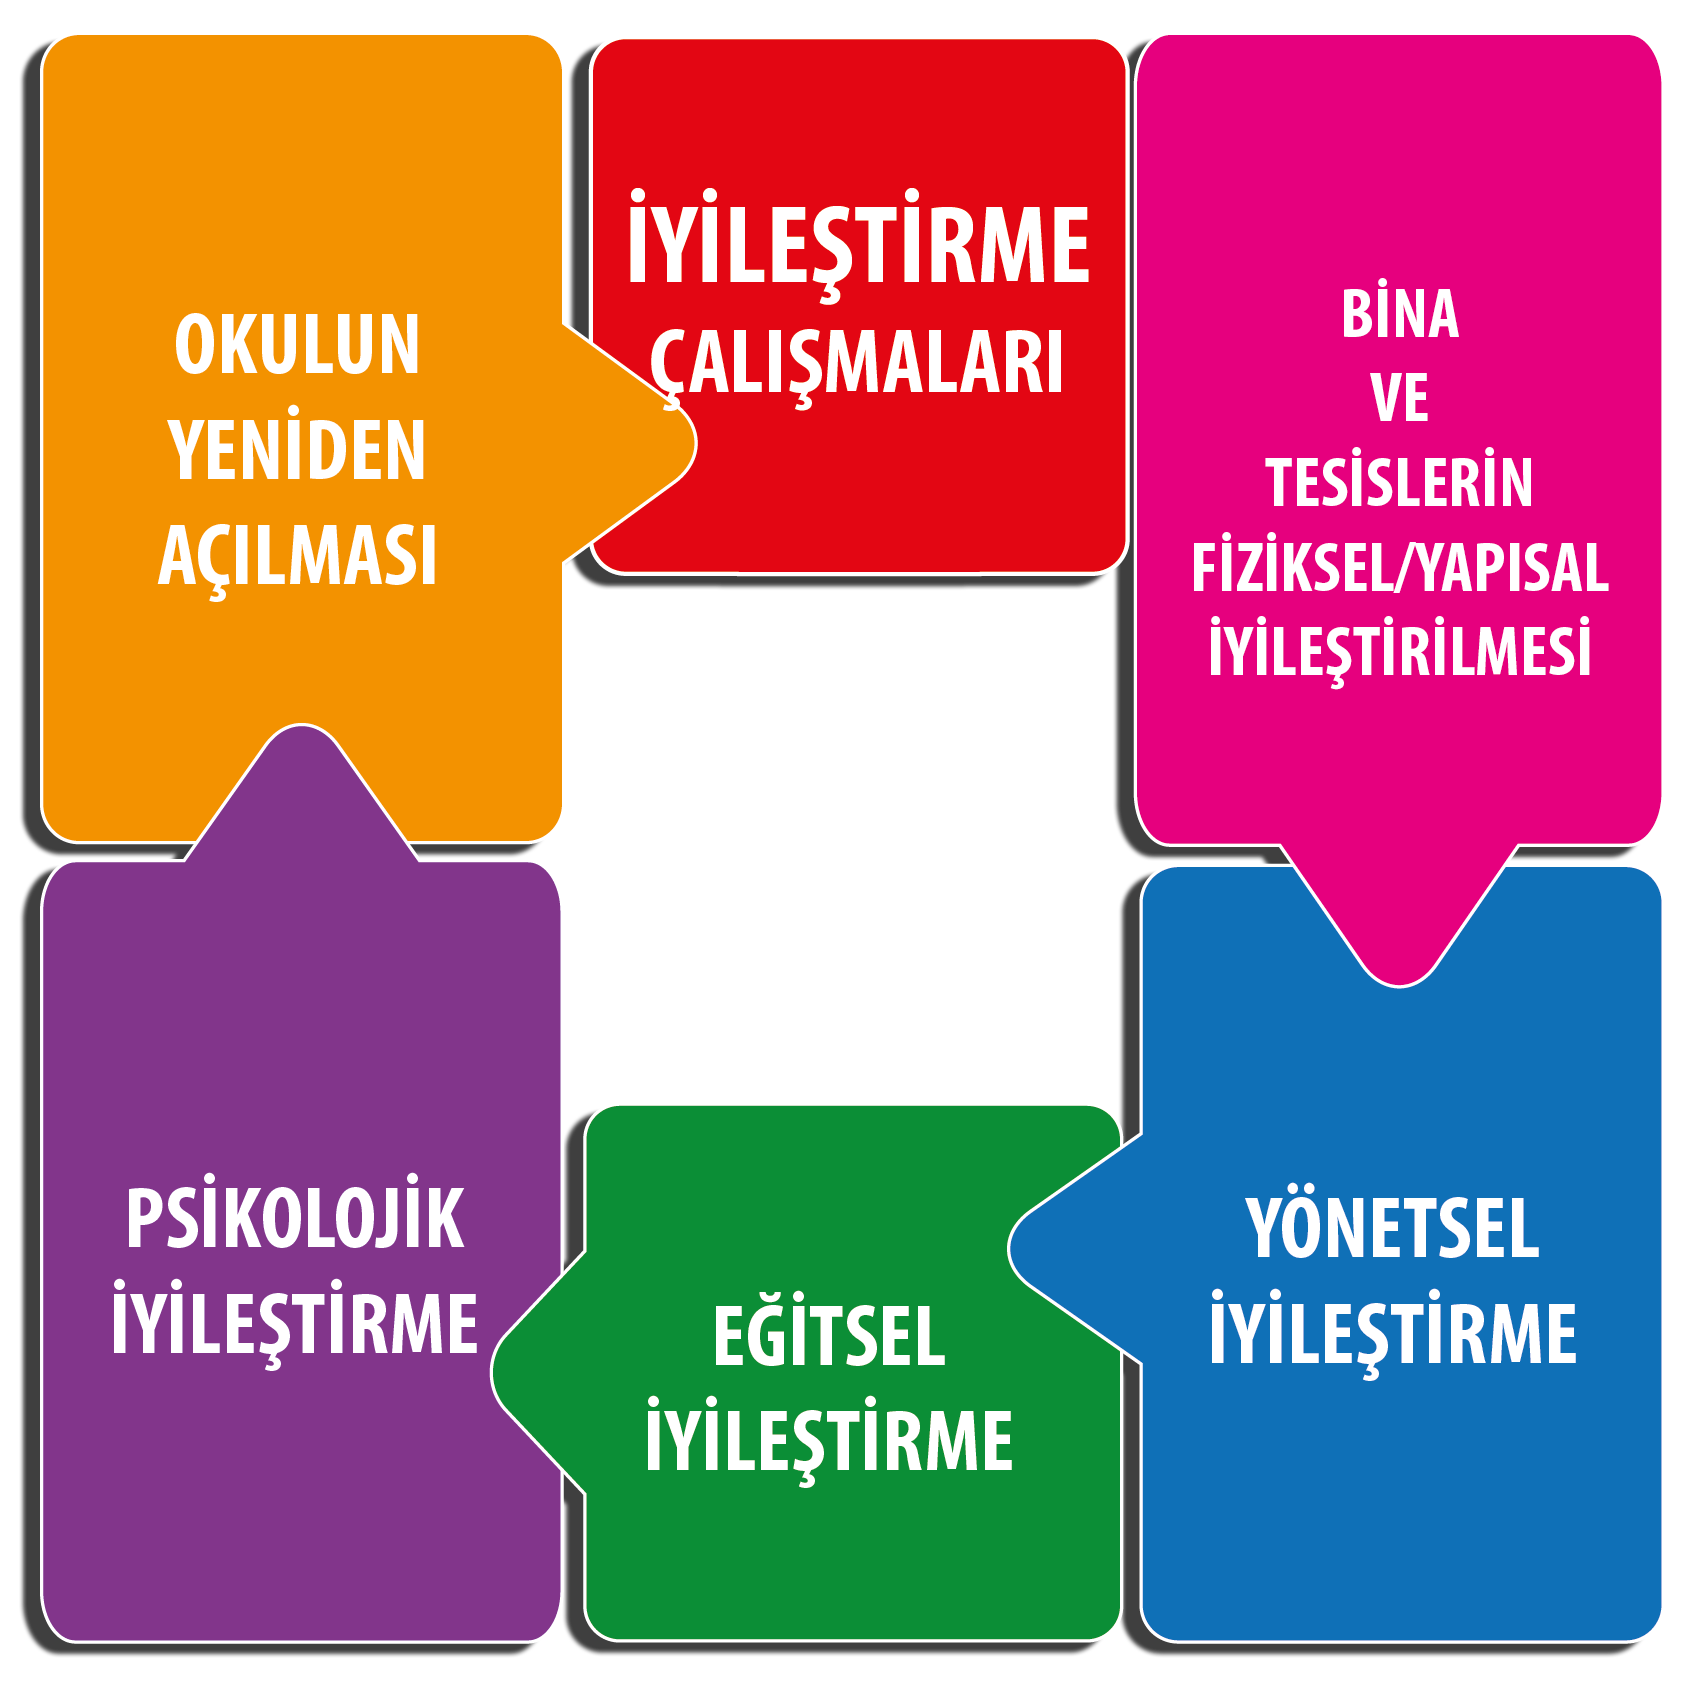 İYİLEŞTİRME
ÇALIŞMALARI
BİNA
VE
TESİSLERİN
FİZİKSEL/YAPISAL
İYİLEŞTİRİLMESİ
YÖNETSEL
İYİLEŞTİRME
EĞİTSEL
İYİLEŞTİRME
PSİKOLOJİK
İYİLEŞTİRME
OKULUN
YENİDEN
AÇILMASI